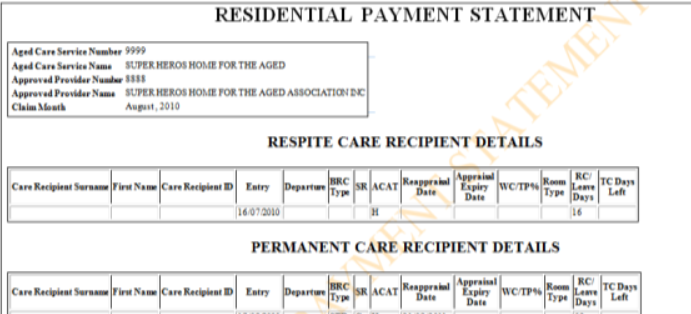 RESIDENTIAL PAYMENT STATEMENT
Aged Care Service Number 9999
Aged Care Service Name SUPER HEROS HOME FOR THE AGED
Approved Provider Number 8888
Approved Provider Name SUPER HEROS HOME FOR THE AGED ASSOCIATION INC
Claim Month August, 2010
RESPITE CARE RECIPIENT DETAILS
Care Recipient Surname First Name Care Recipient ID Entry Departure BRC Type SR ACAT Reappraisal Date Appraisal Expiry Date WC/TP% Room Type RC/ Leave Days TC Days Left
16/07/2010 H 16
PERMANENT CARE RECIPIENT DETAILS
Care Recipient Surname First Name Care Recipient ID Entry Departure BRC Type SR ACAT Reappraisal Date Appraisal Expiry Date WC/TP% Room Type RC/ Leave Days TC Days Left
PAYMENT STATEMENT